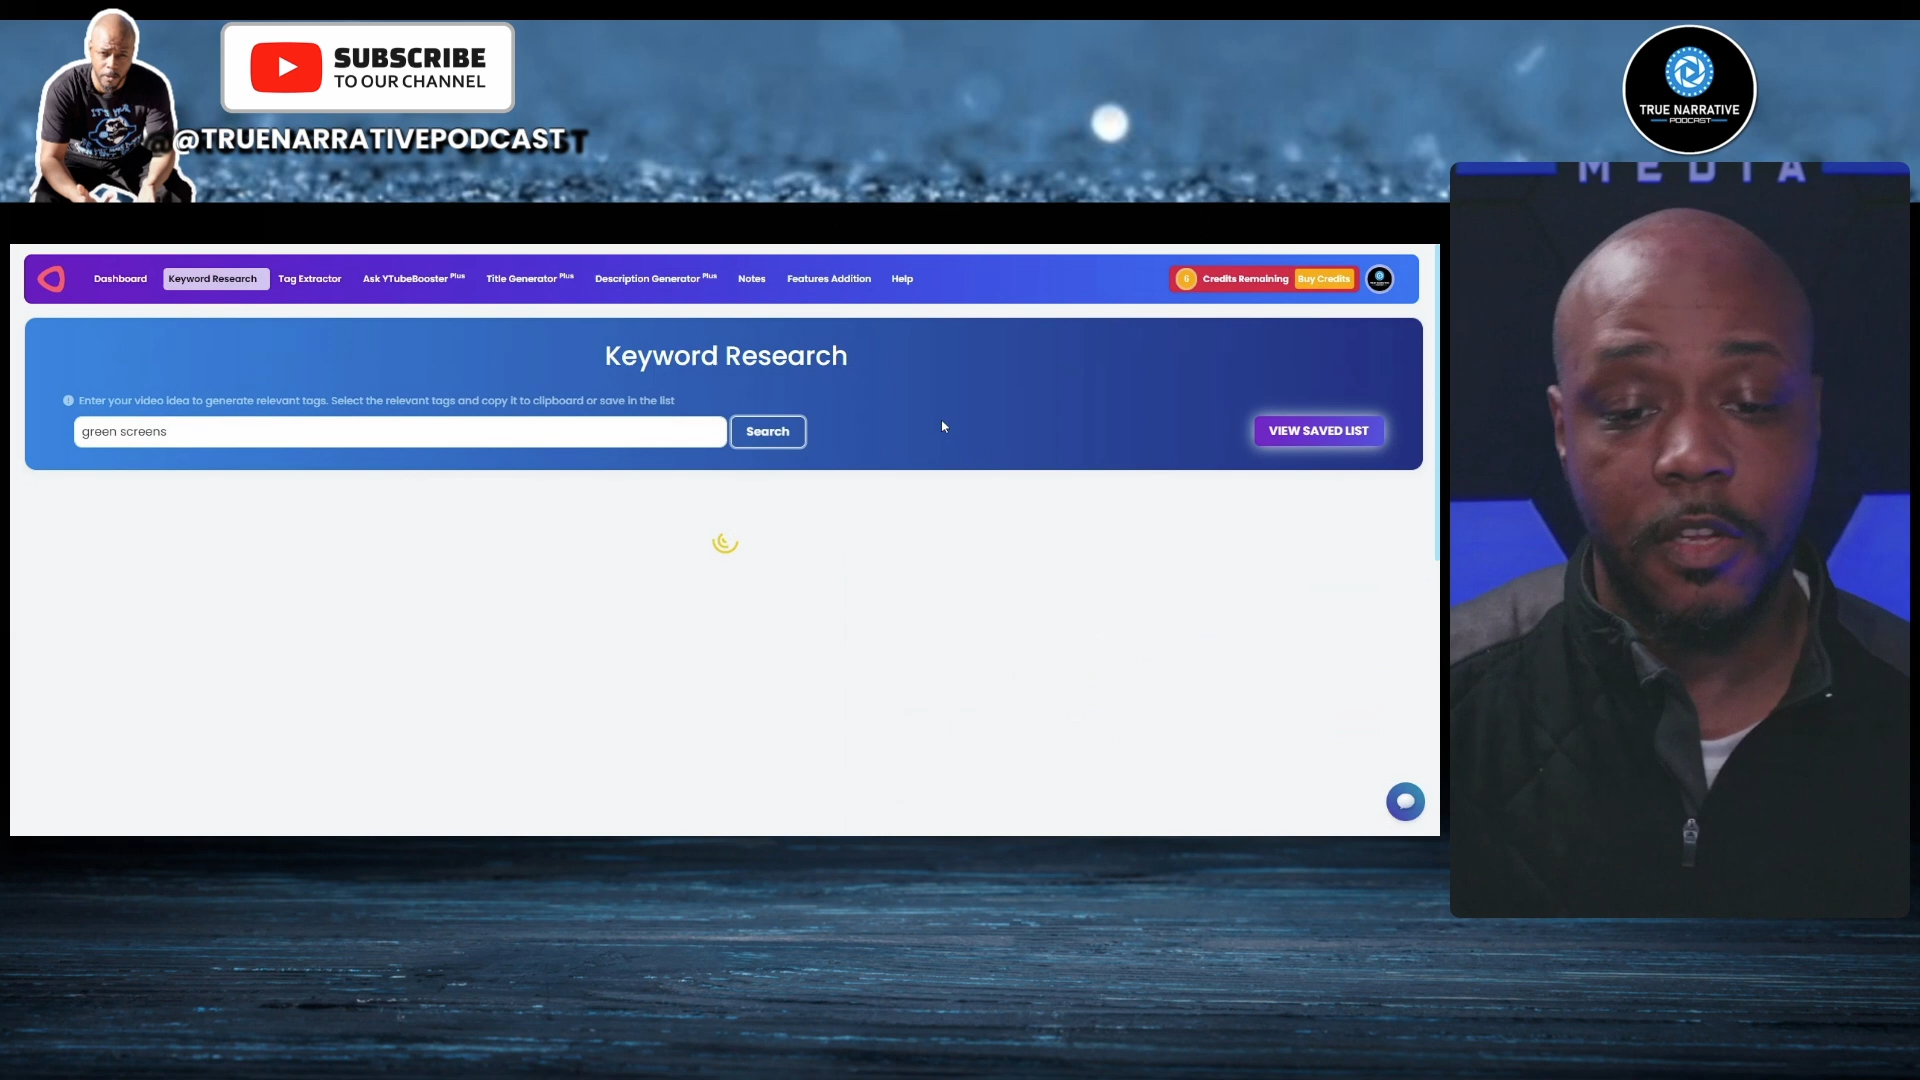 SUBSCRIBE
TO OUR CHANNEL
@TRUENARRATIVEPODCAST
TRUE NARRATIVE
PODCAST
MEDIA
Dashboard Keyword Research Tag Extractor Ask YTubeBooster Plus Title Generator Plus Description Generator Plus Notes Features Addition Help 6 Credits Remaining Buy Credits
Keyword Research
Enter your video idea to generate relevant tags. Select the relevant tags and copy it to clipboard or save in the list
green screens Search VIEW SAVED LIST